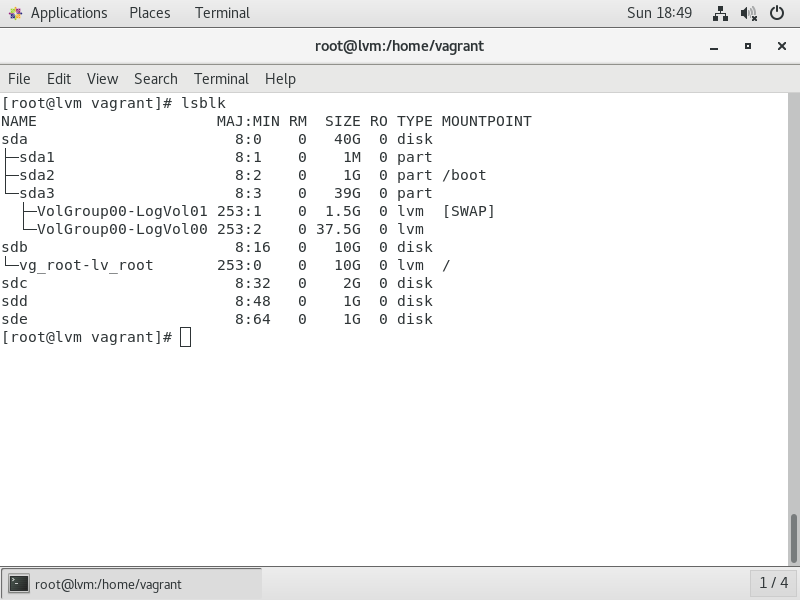 Applications Places Terminal Sun 18:49
root@lvm:/home/vagrant
File Edit View Search Terminal Help
[root@lvm vagrant]# lsblk
NAME                    MAJ:MIN RM  SIZE RO TYPE MOUNTPOINT
sda                       8:0    0   40G  0 disk
├─sda1                    8:1    0    1M  0 part
├─sda2                    8:2    0    1G  0 part /boot
└─sda3                    8:3    0   39G  0 part
  ├─VolGroup00-LogVol01 253:1    0  1.5G  0 lvm  [SWAP]
  └─VolGroup00-LogVol00 253:2    0 37.5G  0 lvm
sdb                       8:16   0   10G  0 disk
└─vg_root-lv_root       253:0    0   10G  0 lvm  /
sdc                       8:32   0    2G  0 disk
sdd                       8:48   0    1G  0 disk
sde                       8:64   0    1G  0 disk
[root@lvm vagrant]#
root@lvm:/home/vagrant 1 / 4